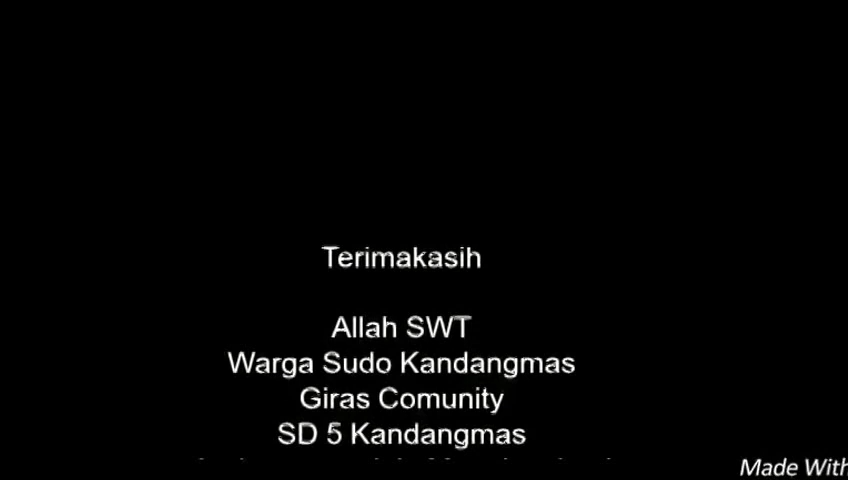 Terimakasih
Allah SWT
Warga Sudo Kandangmas
Giras Comunity
SD 5 Kandangmas
Made With